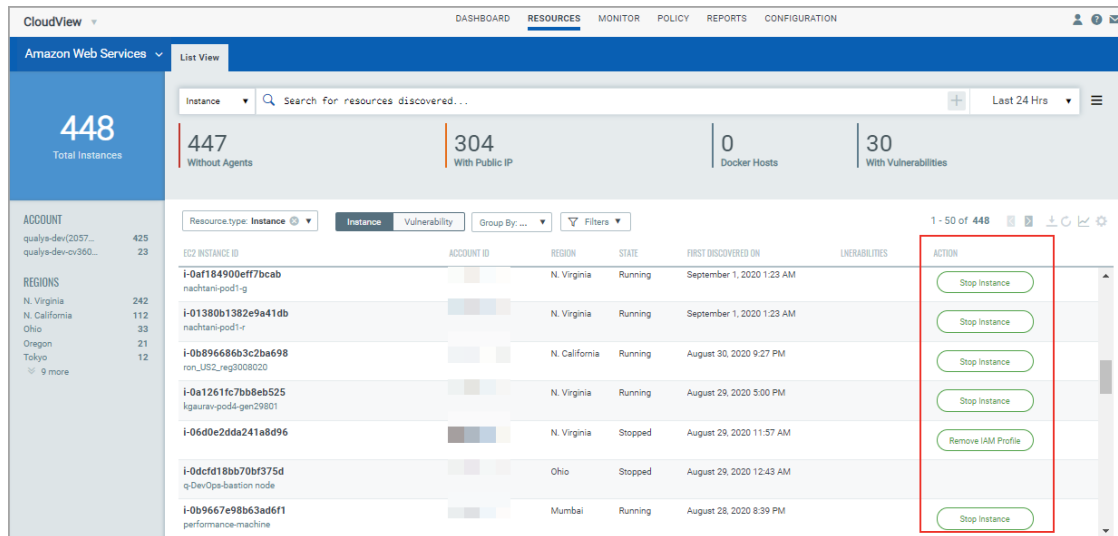 CloudView
DASHBOARD RESOURCES MONITOR POLICY REPORTS CONFIGURATION
Amazon Web Services
List View
448
Total Instances
Instance
Search for resources discovered...
Last 24 Hrs
447
Without Agents
304
With Public IP
0
Docker Hosts
30
With Vulnerabilities
ACCOUNT
qualys-dev(2057... 425
qualys-dev-cv360... 23
REGIONS
N. Virginia 242
N. California 112
Ohio 33
Oregon 21
Tokyo 12
9 more
Resource.type: Instance
Instance Vulnerability
Group By: ...
Filters
1 - 50 of 448
EC2 INSTANCE ID ACCOUNT ID REGION STATE FIRST DISCOVERED ON LNERABILITIES ACTION
i-0af184900eff7bcab N. Virginia Running September 1, 2020 1:23 AM Stop Instance
nachtani-pod1-g
i-01380b1382e9a41db N. Virginia Running September 1, 2020 1:23 AM Stop Instance
nachtani-pod1-r
i-0b896686b3c2ba698 N. California Running August 30, 2020 9:27 PM Stop Instance
ron_US2_reg3008020
i-0a1261fc7bb8eb525 N. Virginia Running August 29, 2020 5:00 PM Stop Instance
kgaurav-pod4-gen29801
i-06d0e2dda241a8d96 N. Virginia Stopped August 29, 2020 11:57 AM Remove IAM Profile
i-0dcfd18bb70bf375d Ohio Stopped August 29, 2020 12:43 AM
q-DevOps-bastion node
i-0b9667e98b63ad6f1 Mumbai Running August 28, 2020 8:39 PM Stop Instance
performance-machine